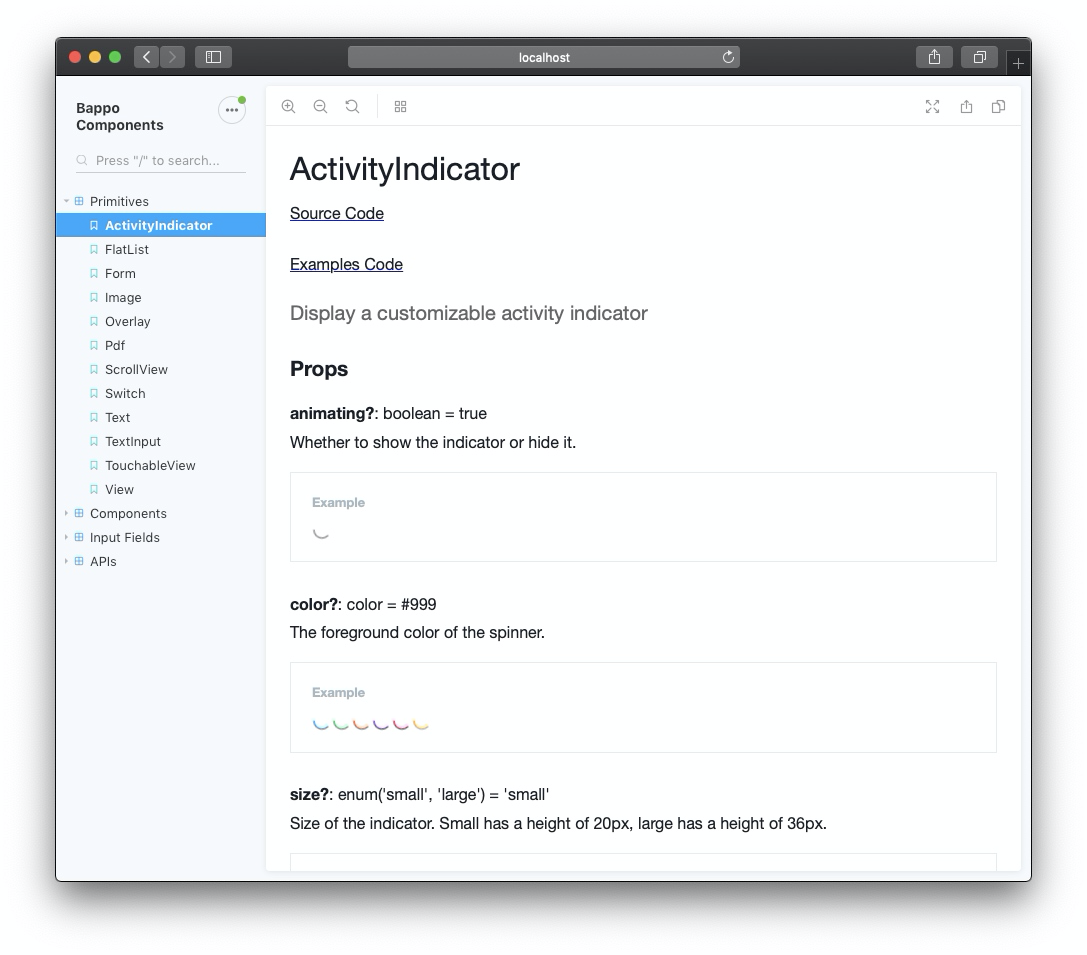 localhost
Bappo
Components
Press "/" to search...
Primitives
ActivityIndicator
FlatList
Form
Image
Overlay
Pdf
ScrollView
Switch
Text
TextInput
TouchableView
View
Components
Input Fields
APIs
ActivityIndicator
Source Code
Examples Code
Display a customizable activity indicator
Props
animating?: boolean = true
Whether to show the indicator or hide it.
Example
color?: color = #999
The foreground color of the spinner.
Example
size?: enum('small', 'large') = 'small'
Size of the indicator. Small has a height of 20px, large has a height of 36px.